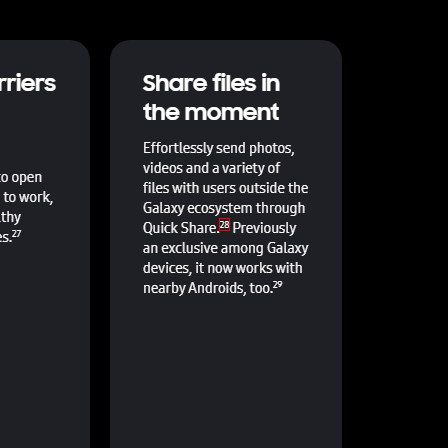 rriers
to open
to work,
thy
es.27
Share files in
the moment
Effortlessly send photos,
videos and a variety of
files with users outside the
Galaxy ecosystem through
Quick Share.28 Previously
an exclusive among Galaxy
devices, it now works with
nearby Androids, too.29